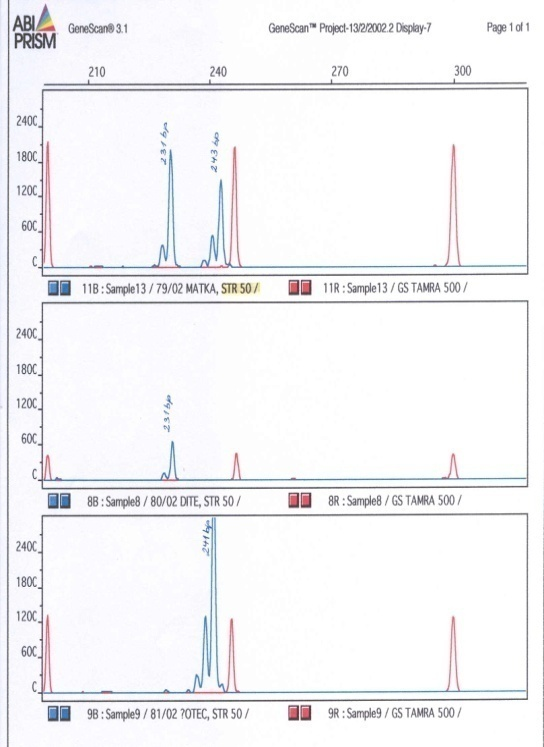 ABI
PRISM
GeneScan® 3.1
GeneScan™ Project-13/2/2002.2 Display-7
Page 1 of 1
210 240 270 300
231 bp
243 bp
240C
180C
120C
60C
C
11B : Sample13 / 79/02 MATKA, STR 50 /
11R : Sample13 / GS TAMRA 500 /
231 bp
240C
180C
120C
60C
C
8B : Sample8 / 80/02 DITE, STR 50 /
8R : Sample8 / GS TAMRA 500 /
241 bp
240C
180C
120C
60C
C
9B : Sample9 / 81/02 ?OTEC, STR 50 /
9R : Sample9 / GS TAMRA 500 /